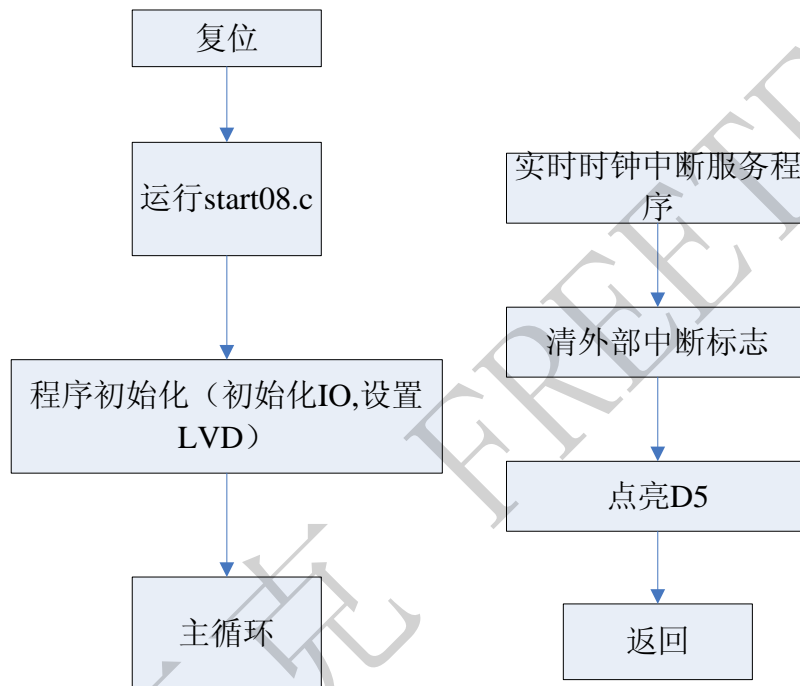 复位
运行start08.c
程序初始化（初始化IO,设置
LVD）
主循环
实时时钟中断服务程
序
清外部中断标志
点亮D5
返回
克 FREET